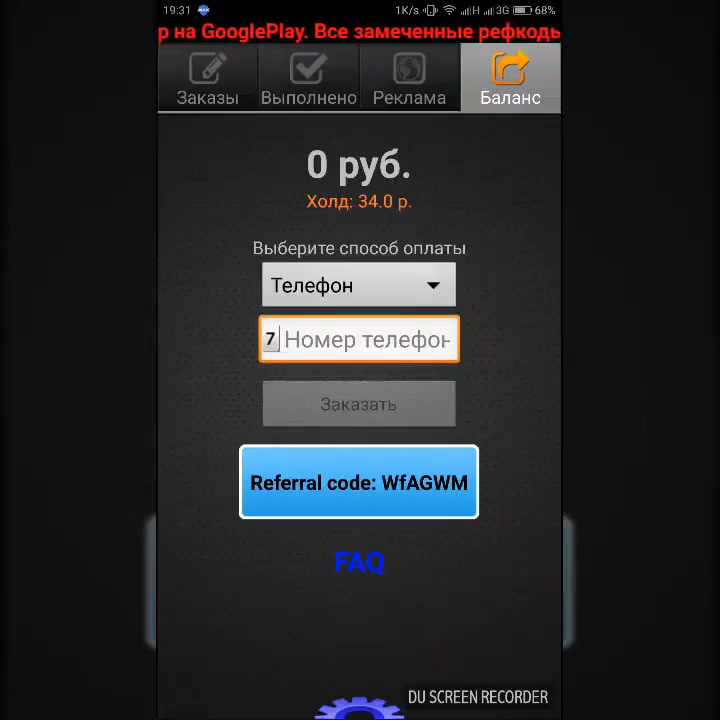 19:31 1K/s H 3G 68%
р на GooglePlay. Все замеченные рефкоды
Заказы Выполнено Реклама Баланс
0 руб.
Холд: 34.0 р.
Выберите способ оплаты
Телефон
7 Номер телефон
Заказать
Referral code: WfAGWM
FAQ
DU SCREEN RECORDER